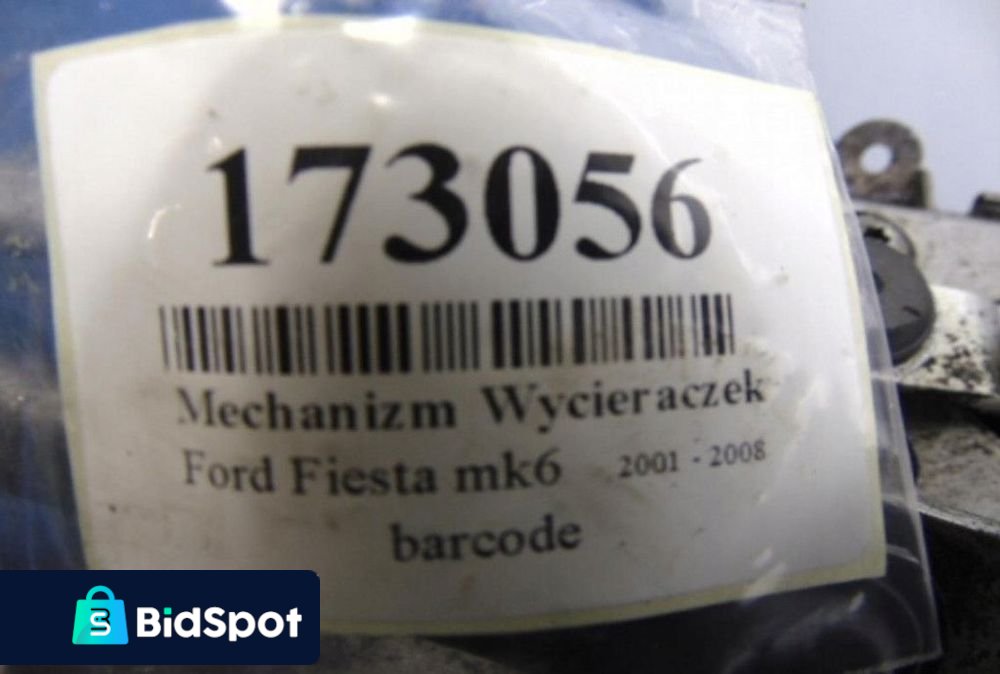 173056
Mechanizm Wycieraczek
Ford Fiesta mk6 2001 - 2008
barcode
BidSpot